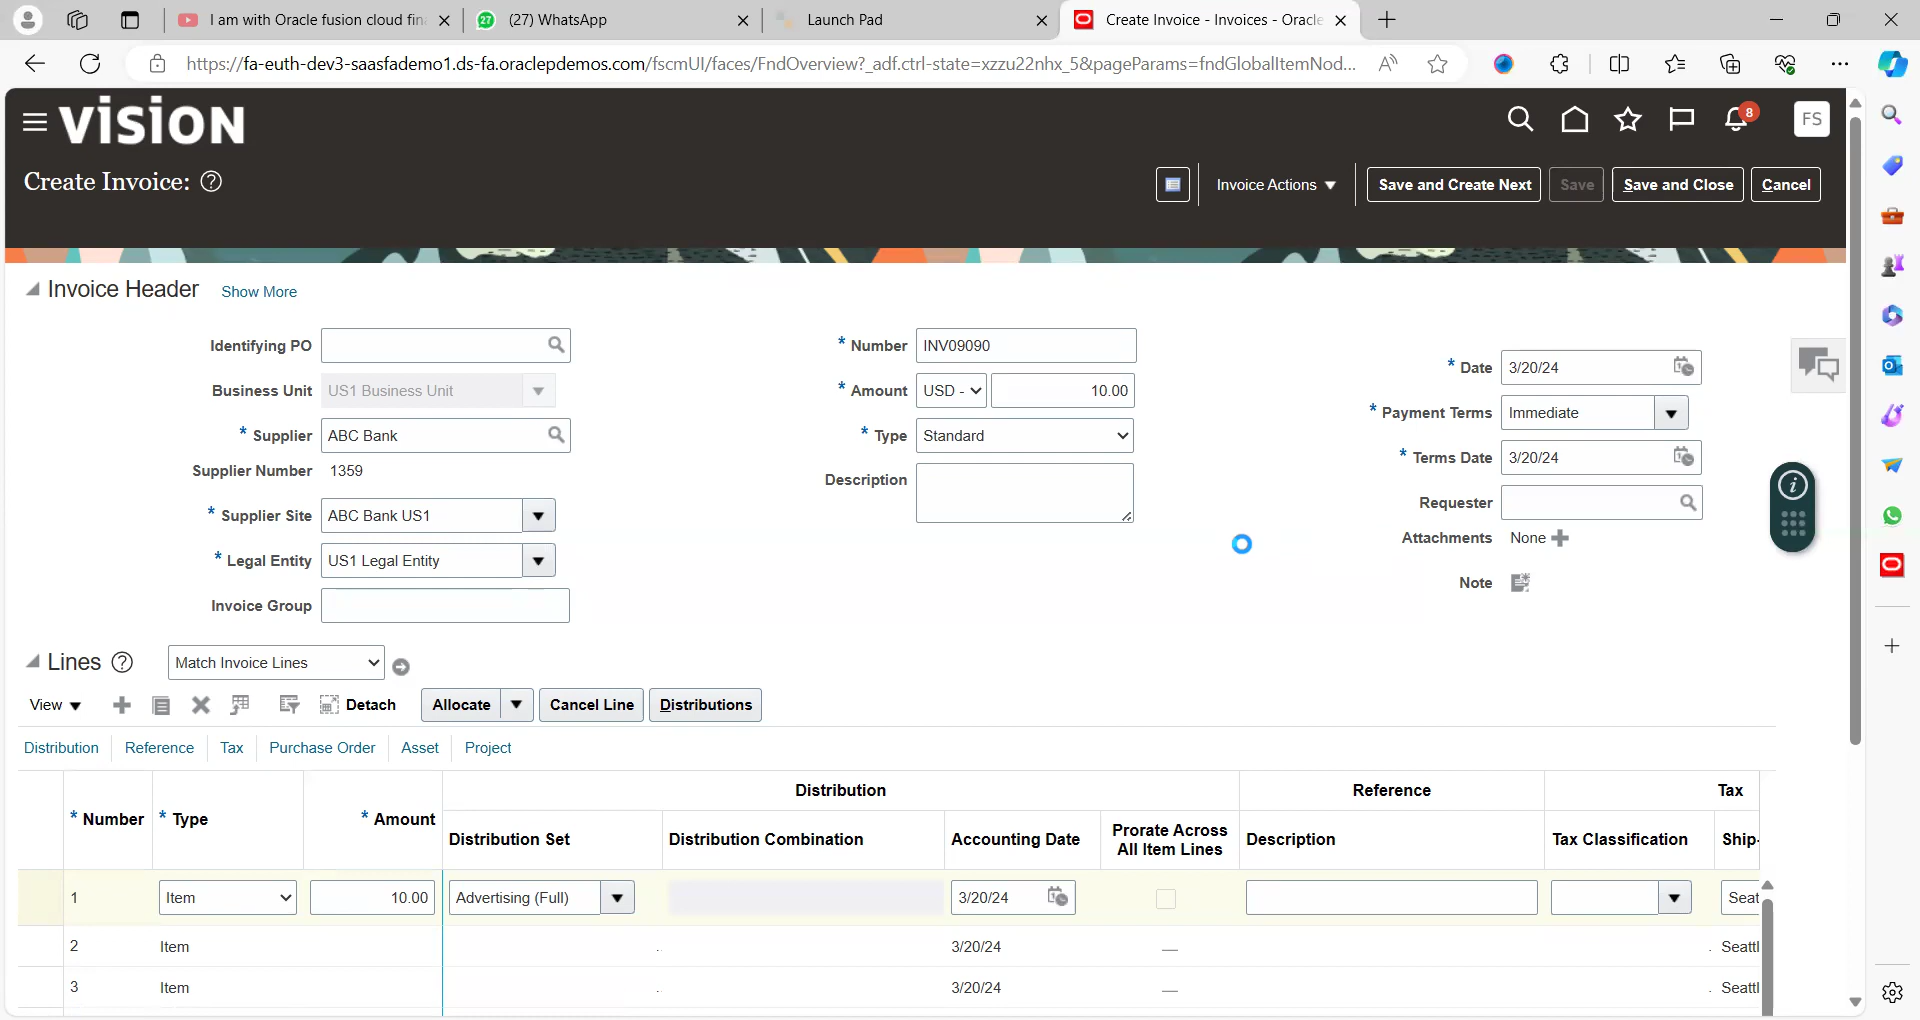 I am with Oracle fusion cloud fin
27
(27) WhatsApp
Launch Pad
Create Invoice - Invoices - Oracle
https://fa-euth-dev3-saasfademo1.ds-fa.oraclepdemos.com/fscmUI/faces/FndOverview?_adf.ctrl-state=xzzu22nhx_5&pageParams=fndGlobalItemNod...
VISION
8
FS
Create Invoice:
Invoice Actions
Save and Create Next
Save
Save and Close
Cancel
Invoice Header
Show More
Identifying PO
Business Unit US1 Business Unit
* Supplier ABC Bank
Supplier Number 1359
* Supplier Site ABC Bank US1
* Legal Entity US1 Legal Entity
Invoice Group
* Number INV09090
* Amount USD - 10.00
* Type Standard
Description
* Date 3/20/24
* Payment Terms Immediate
* Terms Date 3/20/24
Requester
Attachments None
Note
Lines
Match Invoice Lines
View
Detach
Allocate
Cancel Line
Distributions
Distribution
Reference
Tax
Purchase Order
Asset
Project
Distribution Reference Tax
* Number * Type * Amount Distribution Set Distribution Combination Accounting Date Prorate Across All Item Lines Description Tax Classification Ship-
1 Item 10.00 Advertising (Full) 3/20/24 Seat
2 Item 3/20/24 — Seattl
3 Item 3/20/24 — Seattl